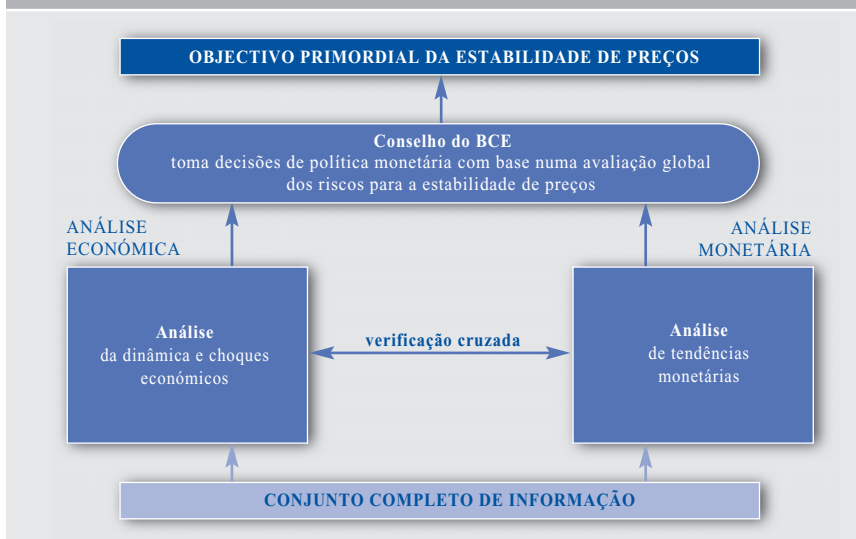 OBJECTIVO PRIMORDIAL DA ESTABILIDADE DE PREÇOS
Conselho do BCE
toma decisões de política monetária com base numa avaliação global
dos riscos para a estabilidade de preços
ANÁLISE
ECONÓMICA
ANÁLISE
MONETÁRIA
Análise
da dinâmica e choques
económicos
verificação cruzada
Análise
de tendências
monetárias
CONJUNTO COMPLETO DE INFORMAÇÃO